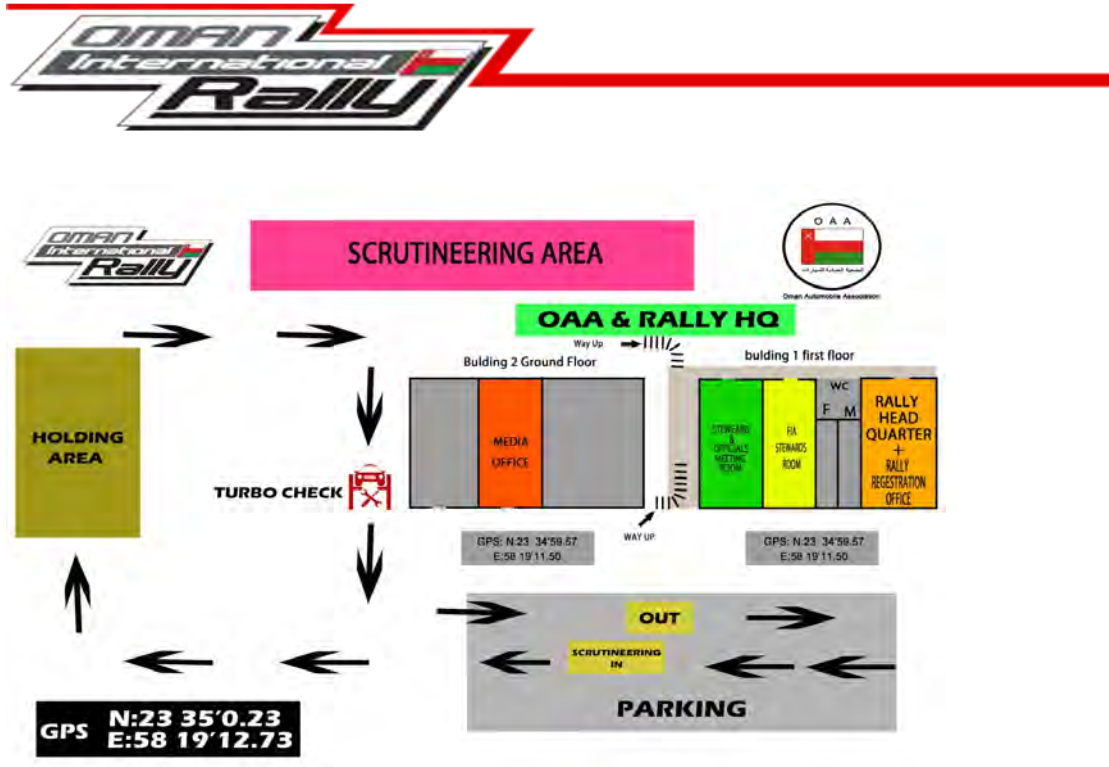 OMAN
International
Rally
OMAN
International
Rally
SCRUTINEERING AREA
O A A
Oman Automobile Association
OAA & RALLY HQ
Way Up
Bulding 2 Ground Floor
bulding 1 first floor
HOLDING
AREA
MEDIA
OFFICE
&
OFFICIALS
MEETING
ROOM
FIA
STEWARDS
ROOM
WC
F M
RALLY
HEAD
QUARTER
+
RALLY
REGESTRATION
OFFICE
TURBO CHECK
WAY UP
GPS: N:23 34'59.57
E:58 19'11.50
GPS: N:23 34'59.57
E:58 19'11.50
OUT
SCRUTINEERING
IN
PARKING
GPS N:23 35'0.23
E:58 19'12.73